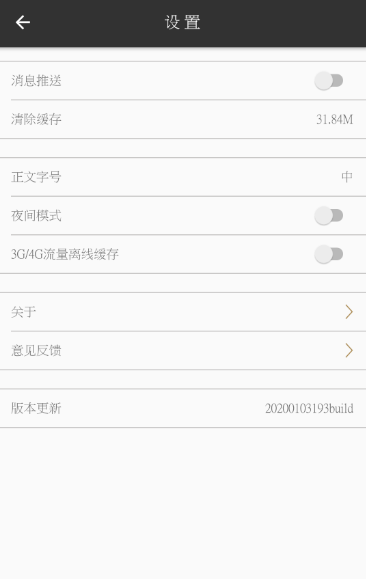 设置
消息推送
清除缓存 31.84M
正文字号 中
夜间模式
3G/4G流量离线缓存
关于
意见反馈
版本更新 20200103193build